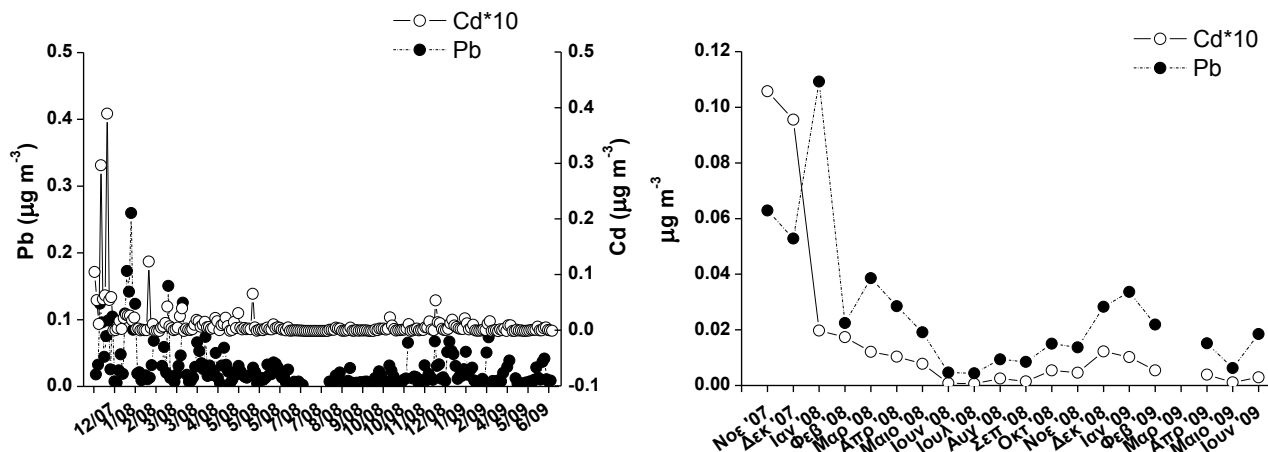 Cd*10
Pb
0.5
0.4
0.3
0.2
0.1
0.0
Pb (µg m⁻³)
0.5
0.4
0.3
0.2
0.1
0.0
-0.1
Cd (µg m⁻³)
12/07
1/08
2/08
3/08
3/08
4/08
5/08
5/08
6/08
7/08
8/08
9/08
10/08
10/08
11/08
12/08
1/09
2/09
4/09
5/09
6/09
Cd*10
Pb
0.12
0.10
0.08
0.06
0.04
0.02
0.00
µg m⁻³
Νοε '07
Δεκ '07
Ιαν '08
Φεβ '08
Μαρ '08
Απρ '08
Μαιο '08
Ιουν '08
Ιουλ '08
Αυγ '08
Σεπ '08
Οκτ '08
Νοε '08
Δεκ '08
Ιαν '09
Φεβ '09
Μαρ '09
Απρ '09
Μαιο '09
Ιουν '09